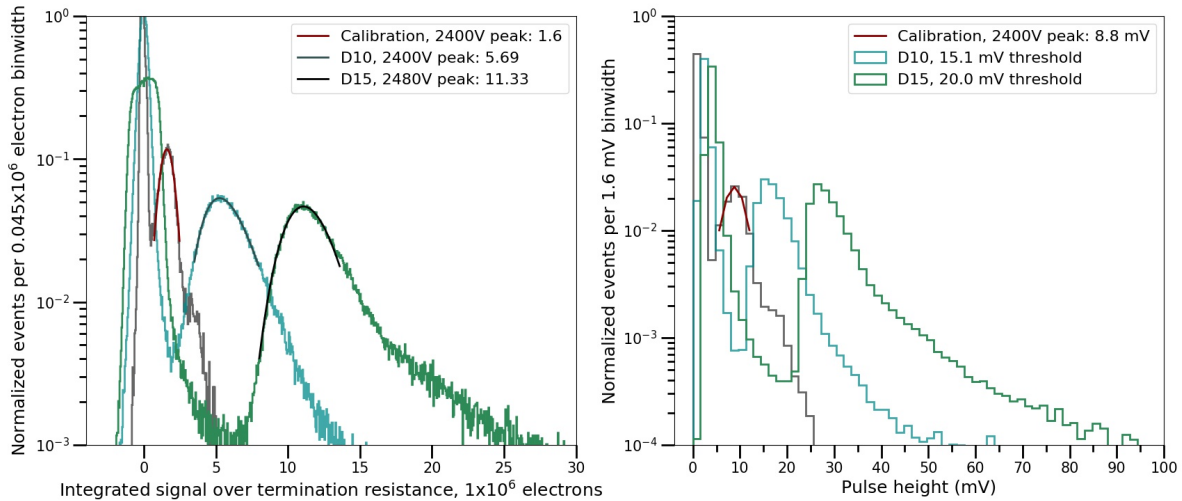 Normalized events per 0.045x10⁶ electron binwidth
10⁰
10⁻¹
10⁻²
10⁻³
Calibration, 2400V peak: 1.6
D10, 2400V peak: 5.69
D15, 2480V peak: 11.33
0 5 10 15 20 25 30
Integrated signal over termination resistance, 1x10⁶ electrons
Normalized events per 1.6 mV binwidth
10⁰
10⁻¹
10⁻²
10⁻³
10⁻⁴
Calibration, 2400V peak: 8.8 mV
D10, 15.1 mV threshold
D15, 20.0 mV threshold
0 10 20 30 40 50 60 70 80 90 100
Pulse height (mV)